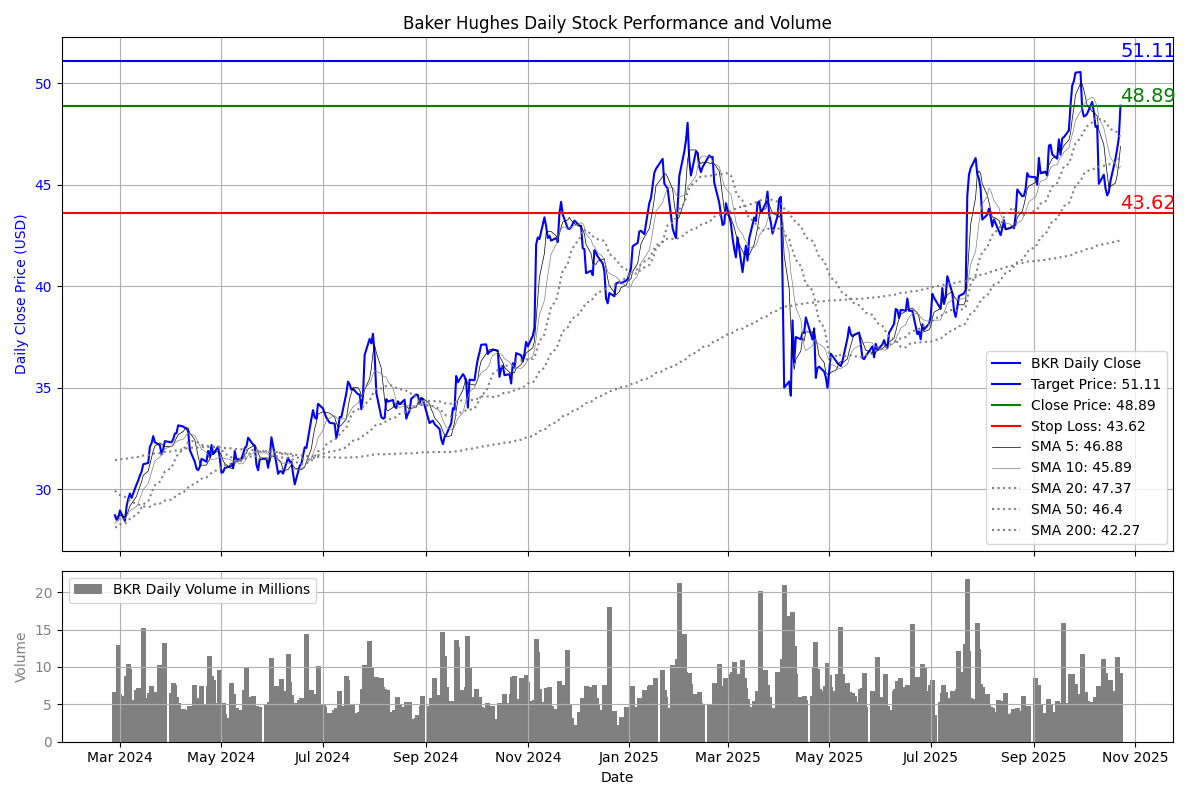 Baker Hughes Daily Stock Performance and Volume
51.11
50
48.89
45
43.62
40
35
30
Daily Close Price (USD)
BKR Daily Close
Target Price: 51.11
Close Price: 48.89
Stop Loss: 43.62
SMA 5: 46.88
SMA 10: 45.89
SMA 20: 47.37
SMA 50: 46.4
SMA 200: 42.27
BKR Daily Volume in Millions
20
15
10
5
0
Volume
Mar 2024 May 2024 Jul 2024 Sep 2024 Nov 2024 Jan 2025 Mar 2025 May 2025 Jul 2025 Sep 2025 Nov 2025
Date